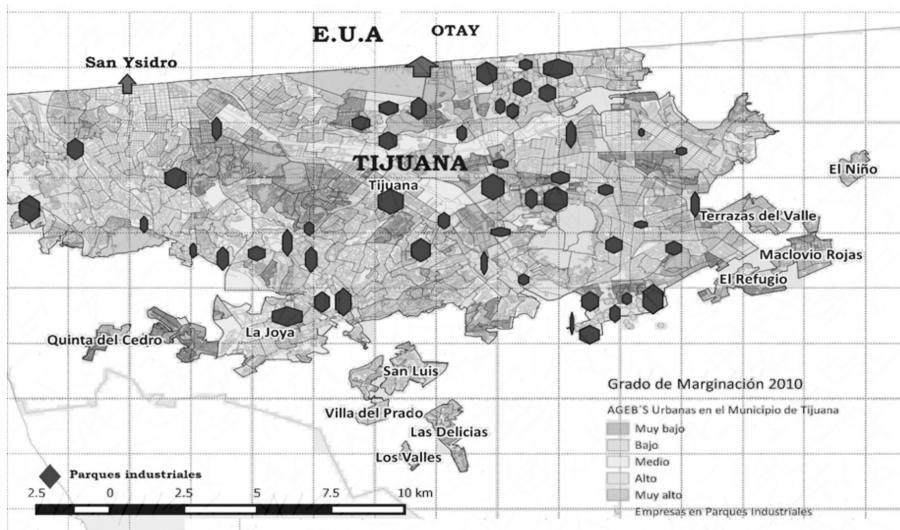 E.U.A
OTAY
San Ysidro
TIJUANA
Tijuana
El Niño
Terrazas del Valle
Maclovio Rojas
El Refugio
Quinta del Cedro
La Joya
San Luis
Villa del Prado
Las Delicias
Los Valles
Grado de Marginación 2010
AGEB´S Urbanas en el Municipio de Tijuana
Muy bajo
Bajo
Medio
Alto
Muy alto
Empresas en Parques Industriales
Parques industriales
2.5 0 2.5 5 7.5 10 km